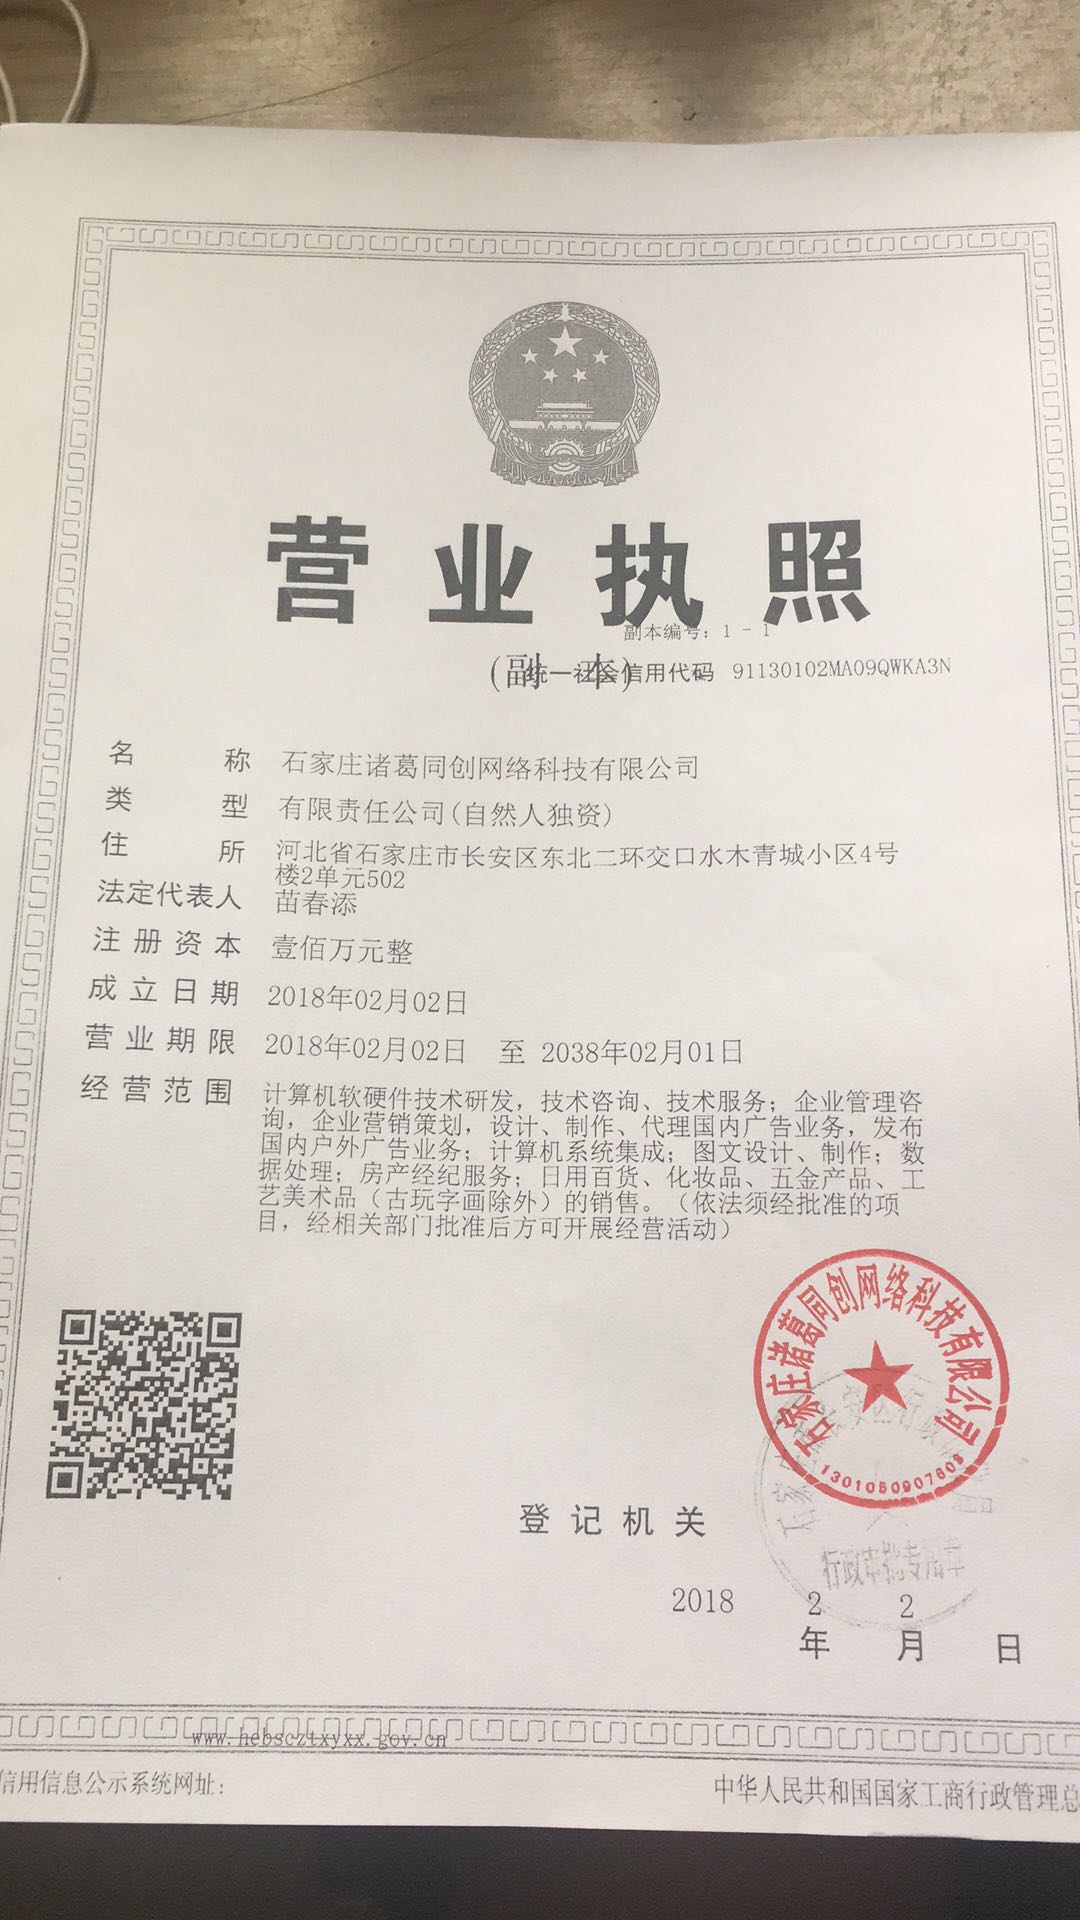 营业执照
副本编号：1－1
(副 本)
统一社会信用代码 91130102MA09QWKA3N
名 称 石家庄诸葛同创网络科技有限公司
类 型 有限责任公司(自然人独资)
住 所 河北省石家庄市长安区东北二环交口水木青城小区4号
楼2单元502
法定代表人 苗春添
注册资本 壹佰万元整
成立日期 2018年02月02日
营业期限 2018年02月02日 至 2038年02月01日
经营范围 计算机软硬件技术研发，技术咨询、技术服务；企业管理咨
询，企业营销策划，设计、制作、代理国内广告业务，发布
国内户外广告业务；计算机系统集成；图文设计、制作；数
据处理；房产经纪服务；日用百货、化妆品、五金产品、工
艺美术品（古玩字画除外）的销售。（依法须经批准的项
目，经相关部门批准后方可开展经营活动）
石家庄诸葛同创网络科技有限公司
登记机关
行政审批专用章
2018 2 2
年 月 日
www.hebscztxyxx.gov.cn
信用信息公示系统网址：
中华人民共和国国家工商行政管理总